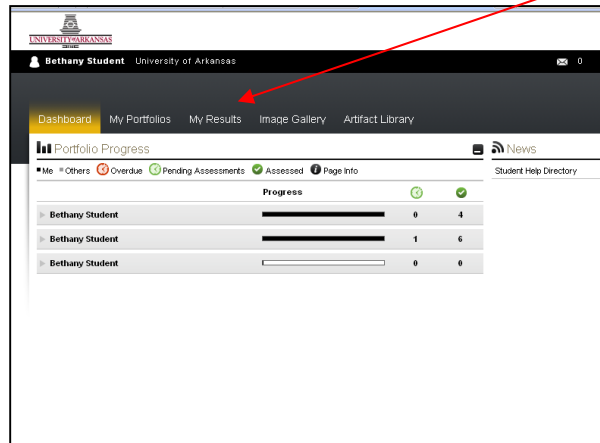 UNIVERSITY OF ARKANSAS
Bethany Student University of Arkansas 0
Dashboard My Portfolios My Results Image Gallery Artifact Library
Portfolio Progress News
Me Others Overdue Pending Assessments Assessed Page Info Student Help Directory
Progress
Bethany Student 0 4
Bethany Student 1 6
Bethany Student 0 0